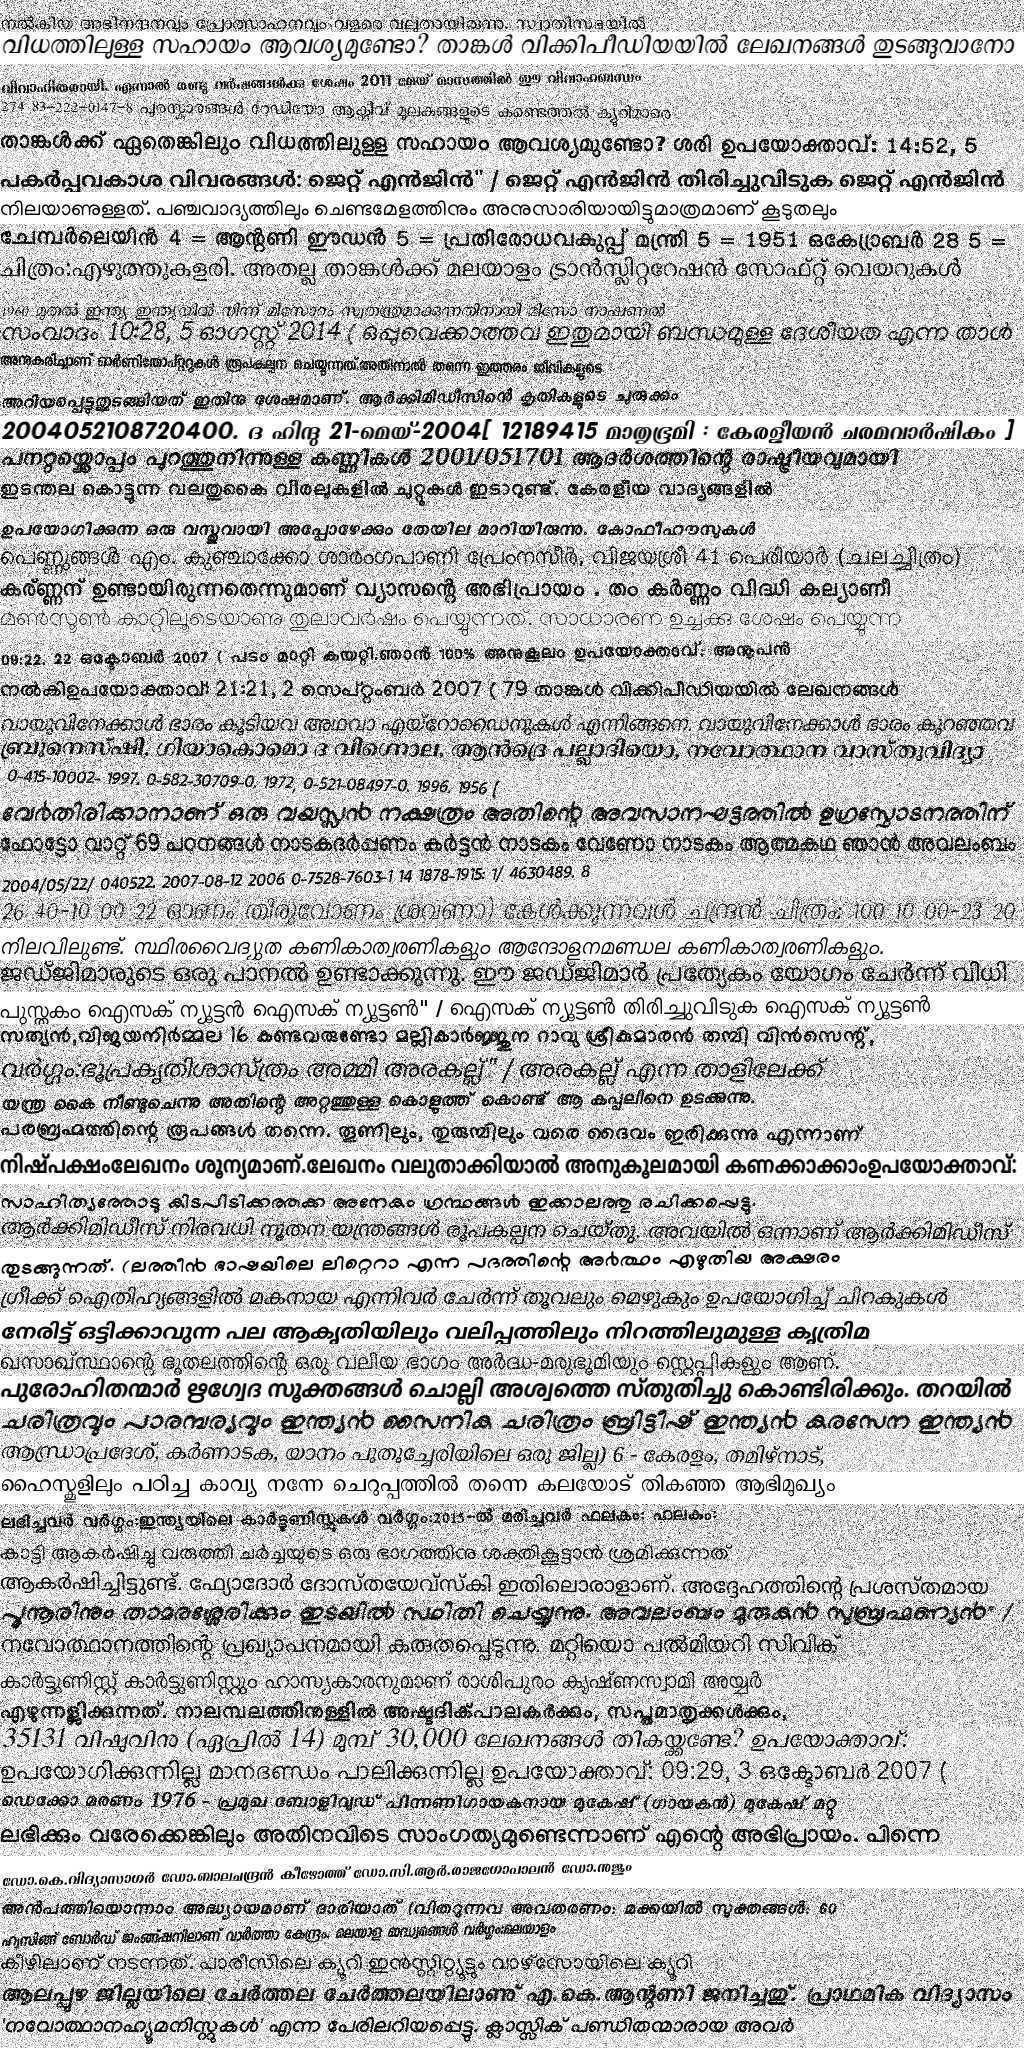 നൽകിയ അഭിനന്ദനവും പ്രോത്സാഹനവും വളരെ വലുതായിരുന്നു. സ്വാതിസഭയിൽ
വിധത്തിലുള്ള സഹായം ആവശ്യമുണ്ടോ? താങ്കൾ വിക്കിപീഡിയയിൽ ലേഖനങ്ങൾ തുടങ്ങുവാനോ
വിവാഹിതരായി. എന്നാൽ രണ്ടു വർഷങ്ങൾക്കു ശേഷം 2011 മേയ് മാസത്തിൽ ഈ വിവാഹബന്ധം
274 83-222-0147-8 പുരസ്കാരങ്ങൾ റേഡിയോ ആക്റ്റീവ് മൂലകങ്ങളുടെ കണ്ടെത്തൽ ക്യൂറിമാരെ
താങ്കൾക്ക് ഏതെങ്കിലും വിധത്തിലുള്ള സഹായം ആവശ്യമുണ്ടോ? ശരി ഉപയോക്താവ്: 14:52, 5
പകർപ്പവകാശ വിവരങ്ങൾ: ജെറ്റ് എൻജിൻ" / ജെറ്റ് എൻജിൻ തിരിച്ചുവിടുക ജെറ്റ് എൻജിൻ
നിലയാണുള്ളത്. പഞ്ചവാദ്യത്തിലും ചെണ്ടമേളത്തിനും അനുസാരിയായിട്ടുമാത്രമാണ് കൂടുതലും
ചേമ്പർലെയിൻ 4 = ആന്റണി ഈഡൻ 5 = പ്രതിരോധവകുപ്പ് മന്ത്രി 5 = 1951 ഒക്ടോബർ 28 5 =
ചിത്രം:എഴുത്തുകളരി. അതല്ല താങ്കൾക്ക് മലയാളം ട്രാൻസ്ലിറ്ററേഷൻ സോഫ്റ്റ് വെയറുകൾ
1960 മുതൽ ഇന്ത്യ ഇന്ത്യയിൽ നിന്ന് മിസോറം സ്വതന്ത്രമാക്കുന്നതിനായി മിസോ നാഷണൽ
സംവാദം 10:28, 5 ഓഗസ്റ്റ് 2014 ( ഒപ്പുവെക്കാത്തവ ഇതുമായി ബന്ധമുള്ള ദേശീയത എന്ന താൾ
അനുകരിച്ചാണ് ഓർണിതോപ്റ്ററുകൾ രൂപകല്പന ചെയ്യുന്നത്.അതിനാൽ തന്നെ ഇത്തരം ജീവികളുടെ
അറിയപ്പെട്ടുതുടങ്ങിയത് ഇതിനു ശേഷമാണ്. ആർക്കിമിഡീസിന്റെ കൃതികളുടെ ചുരുക്കം
2004052108720400. ദ ഹിന്ദു 21-മെയ്-2004[ 12189415 മാതൃഭൂമി : കേരളീയൻ ചരമവാർഷികം ]
പനറ്റയ്ക്കൊപ്പം പുറത്തുനിന്നുള്ള കണ്ണികൾ 2001/051701 ആദർശത്തിന്റെ രാഷ്ട്രീയവുമായി
ഇടന്തല കൊട്ടുന്ന വലതുകൈ വിരലുകളിൽ ചുറ്റുകൾ ഇടാറുണ്ട്. കേരളീയ വാദ്യങ്ങളിൽ
ഉപയോഗിക്കുന്ന ഒരു വസ്തുവായി അപ്പോഴേക്കും തേയില മാറിയിരുന്നു. കോഫീഹൗസുകൾ
പെണ്ണുങ്ങൾ എം. കുഞ്ചാക്കോ ശാരംഗപാണി പ്രേംനസീർ, വിജയശ്രീ 41 പെരിയാർ (ചലച്ചിത്രം)
കര്ണ്ണന് ഉണ്ടായിരുന്നതെന്നുമാണ് വ്യാസന്റെ അഭിപ്രായം . തം കർണ്ണം വിദ്ധി കല്യാണീ
മൺസൂൺ കാറ്റിലൂടെയാണു തുലാവർഷം പെയ്യുന്നത്. സാധാരണ ഉച്ചക്കു ശേഷം പെയ്യുന്ന
09:22, 22 ഒക്ടോബർ 2007 ( പടം മാറ്റി കയറ്റി.ഞാൻ 100% അനുകൂലം ഉപയോക്താവ്: അനൂപൻ
നൽകിഉപയോക്താവ്: 21:21, 2 സെപ്റ്റംബർ 2007 ( 79 താങ്കൾ വിക്കിപീഡിയയിൽ ലേഖനങ്ങൾ
വായുവിനേക്കാൾ ഭാരം കൂടിയവ അഥവാ എയ്റോഡൈനുകൾ എന്നിങ്ങനെ. വായുവിനേക്കാൾ ഭാരം കുറഞ്ഞവ
ബ്രുനെസ്ഷി, ഗിയാകൊമൊ ദ വിഗ്നൊല, ആൻദ്രെ പല്ലാദിയൊ, നവോത്ഥാന വാസ്തുവിദ്യാ
0-415-10002- 1997, 0-582-30709-0, 1972, 0-521-08497-0, 1996, 1956 [
വേർതിരിക്കാനാണ് ഒരു വയസ്സൻ നക്ഷത്രം അതിന്റെ അവസാനഘട്ടത്തിൽ ഉഗ്രസ്ഫോടനത്തിന്
ഫോട്ടോ വാറ്റ് 69 പഠനങ്ങൾ നാടകദർപ്പണം കർട്ടൻ നാടകം വേണോ നാടകം ആത്മകഥ ഞാൻ അവലംബം
2004/05/22/ 040522, 2007-08-12 2006 0-7528-7603-1 14 1878-1915: 1/ 4630489, 8
26 40-10 00 22 ഓണം തിരുവോണം (ശ്രവണാ) കേൾക്കുന്നവൾ ചന്ദ്രൻ ചിത്രം: 100 10 00-23 20
നിലവിലുണ്ട്. സ്ഥിരവൈദ്യുത കണികാത്വരണികളും ആന്ദോളനമണ്ഡല കണികാത്വരണികളും.
ജഡ്ജിമാരുടെ ഒരു പാനൽ ഉണ്ടാക്കുന്നു. ഈ ജഡ്ജിമാർ പ്രത്യേകം യോഗം ചേർന്ന് വിധി
പുസ്തകം ഐസക് ന്യൂട്ടൻ ഐസക് ന്യൂട്ടൺ" / ഐസക് ന്യൂട്ടൺ തിരിച്ചുവിടുക ഐസക് ന്യൂട്ടൺ
സത്യൻ,വിജയനിർമ്മല 16 കണ്ടവരുണ്ടോ മല്ലികാർജ്ജുന റാവു ശ്രീകുമാരൻ തമ്പി വിൻസെന്റ്,
വർഗ്ഗം:ഭൂപ്രകൃതിശാസ്ത്രം അമ്മി അരകല്ല്" / അരകല്ല് എന്ന താളിലേക്ക്
യന്ത്ര കൈ നീണ്ടുചെന്നു അതിന്റെ അറ്റത്തുള്ള കൊളുത്ത് കൊണ്ട് ആ കപ്പലിനെ ഉടക്കുന്നു.
പരബ്രഹ്മത്തിന്റെ രൂപങ്ങൾ തന്നെ. തൂണിലും, തുരുമ്പിലും വരെ ദൈവം ഇരിക്കുന്നു എന്നാണ്
നിഷ്പക്ഷംലേഖനം ശൂന്യമാണ്.ലേഖനം വലുതാക്കിയാൽ അനുകൂലമായി കണക്കാക്കാംഉപയോക്താവ്:
സാഹിത്യത്തോടു കിടപിടിക്കത്തക്ക അനേകം ഗ്രന്ഥങ്ങൾ ഇക്കാലത്തു രചിക്കപ്പെട്ടു.
ആർക്കിമിഡീസ് നിരവധി നൂതന യന്ത്രങ്ങൾ രൂപകല്പന ചെയ്തു. അവയിൽ ഒന്നാണ് ആർക്കിമിഡീസ്
തുടങ്ങുന്നത്. (ലത്തീൻ ഭാഷയിലെ ലിറ്റെറാ എന്ന പദത്തിന്റെ അർത്ഥം എഴുതിയ അക്ഷരം
ഗ്രീക്ക് ഐതിഹ്യങ്ങളിൽ മകനായ എന്നിവർ ചേർന്ന് തൂവലും മെഴുകും ഉപയോഗിച്ച് ചിറകുകൾ
നേരിട്ട് ഒട്ടിക്കാവുന്ന പല ആകൃതിയിലും വലിപ്പത്തിലും നിറത്തിലുമുള്ള കൃത്രിമ
ഖസാഖ്സ്ഥാന്റെ ഭൂതലത്തിന്റെ ഒരു വലിയ ഭാഗം അർദ്ധ-മരുഭൂമിയും സ്റ്റെപ്പികളും ആണ്.
പുരോഹിതന്മാർ ഋഗ്വേദ സൂക്തങ്ങൾ ചൊല്ലി അശ്വത്തെ സ്തുതിച്ചു കൊണ്ടിരിക്കും. തറയിൽ
ചരിത്രവും പാരമ്പര്യവും ഇന്ത്യൻ സൈനിക ചരിത്രം ബ്രിട്ടീഷ് ഇന്ത്യൻ കരസേന ഇന്ത്യൻ
ആന്ധ്രാപ്രദേശ്, കർണാടക, യാനം പുതുച്ചേരിയിലെ ഒരു ജില്ല) 6 - കേരളം, തമിഴ്നാട്,
ഹൈസ്കൂളിലും പഠിച്ച കാവ്യ നന്നേ ചെറുപ്പത്തിൽ തന്നെ കലയോട് തികഞ്ഞ ആഭിമുഖ്യം
ലഭിച്ചവർ വർഗ്ഗം:ഇന്ത്യയിലെ കാർട്ടൂണിസ്റ്റുകൾ വർഗ്ഗം:2015-ൽ മരിച്ചവർ ഫലകം: ഫലകം:
കാട്ടി ആകർഷിച്ചു വരുത്തി ചർച്ചയുടെ ഒരു ഭാഗത്തിനു ശക്തികൂട്ടാൻ ശ്രമിക്കുന്നത്
ആകർഷിച്ചിട്ടുണ്ട്. ഫ്യോദോർ ദോസ്തയേവ്സ്കി ഇതിലൊരാളാണ്. അദ്ദേഹത്തിന്റെ പ്രശസ്തമായ
പൂനൂരിനും താമരശ്ശേരിക്കും ഇടയിൽ സ്ഥിതി ചെയ്യുന്നു. അവലംബം മുരുകൻ സുബ്രഹ്മണ്യൻ" /
നവോത്ഥാനത്തിന്റെ പ്രഖ്യാപനമായി കരുതപ്പെടുന്നു. മറ്റിയൊ പൽമിയറി സിവിക്
കാർട്ടൂണിസ്റ്റ് കാർട്ടൂണിസ്റ്റും ഹാസ്യകാരനുമാണ് രാശിപുരം കൃഷ്ണസ്വാമി അയ്യർ
എഴുന്നള്ളിക്കുന്നത്. നാലമ്പലത്തിനുള്ളിൽ അഷ്ടദിക്പാലകർക്കും, സപ്തമാതൃക്കൾക്കും,
35131 വിഷുവിനു (ഏപ്രിൽ 14) മുമ്പ് 30,000 ലേഖനങ്ങൾ തികയ്ക്കണ്ടേ? ഉപയോക്താവ്:
ഉപയോഗിക്കുന്നില്ല മാനദണ്ഡം പാലിക്കുന്നില്ല ഉപയോക്താവ്: 09:29, 3 ഒക്ടോബർ 2007 (
ഡെക്കോ മരണം 1976 - പ്രമുഖ ബോളിവുഡ് പിന്നണിഗായകനായ മുകേഷ് (ഗായകൻ) മുകേഷ് മറ്റു
ലഭിക്കും വരേക്കെങ്കിലും അതിനവിടെ സാംഗത്യമുണ്ടെന്നാണ് എന്റെ അഭിപ്രായം. പിന്നെ
ഡോ.കെ.വിദ്യാസാഗർ ഡോ.ബാലചന്ദ്രൻ കീഴോത്ത് ഡോ.സി.ആർ.രാജഗോപാലൻ ഡോ.നുജും
അൻപത്തിയൊന്നാം അദ്ധ്യായമാണ് ദാരിയാത് (വിതറുന്നവ അവതരണം: മക്കയിൽ സൂക്തങ്ങൾ: 60
ഹൗസിങ്ങ് ബോർഡ് ജംങ്ങ്ഷനിലാണ് വാർത്താ കേന്ദ്രം. മലയാള മാധ്യമങ്ങൾ വർഗ്ഗം:മലയാളം
കീഴിലാണ് നടന്നത്. പാരീസിലെ ക്യൂറി ഇൻസ്റ്റിറ്റ്യൂട്ടും വാഴ്സോയിലെ ക്യൂറി
ആലപ്പുഴ ജില്ലയിലെ ചേർത്തല ചേർത്തലയിലാണു് എ.കെ.ആന്റണി ജനിച്ചതു്. പ്രാഥമിക വിദ്യാസം
'നവോത്ഥാനഹ്യൂമനിസ്റ്റുകൾ' എന്ന പേരിലറിയപ്പെട്ടു. ക്ലാസ്സിക് പണ്ഡിതന്മാരായ അവർ